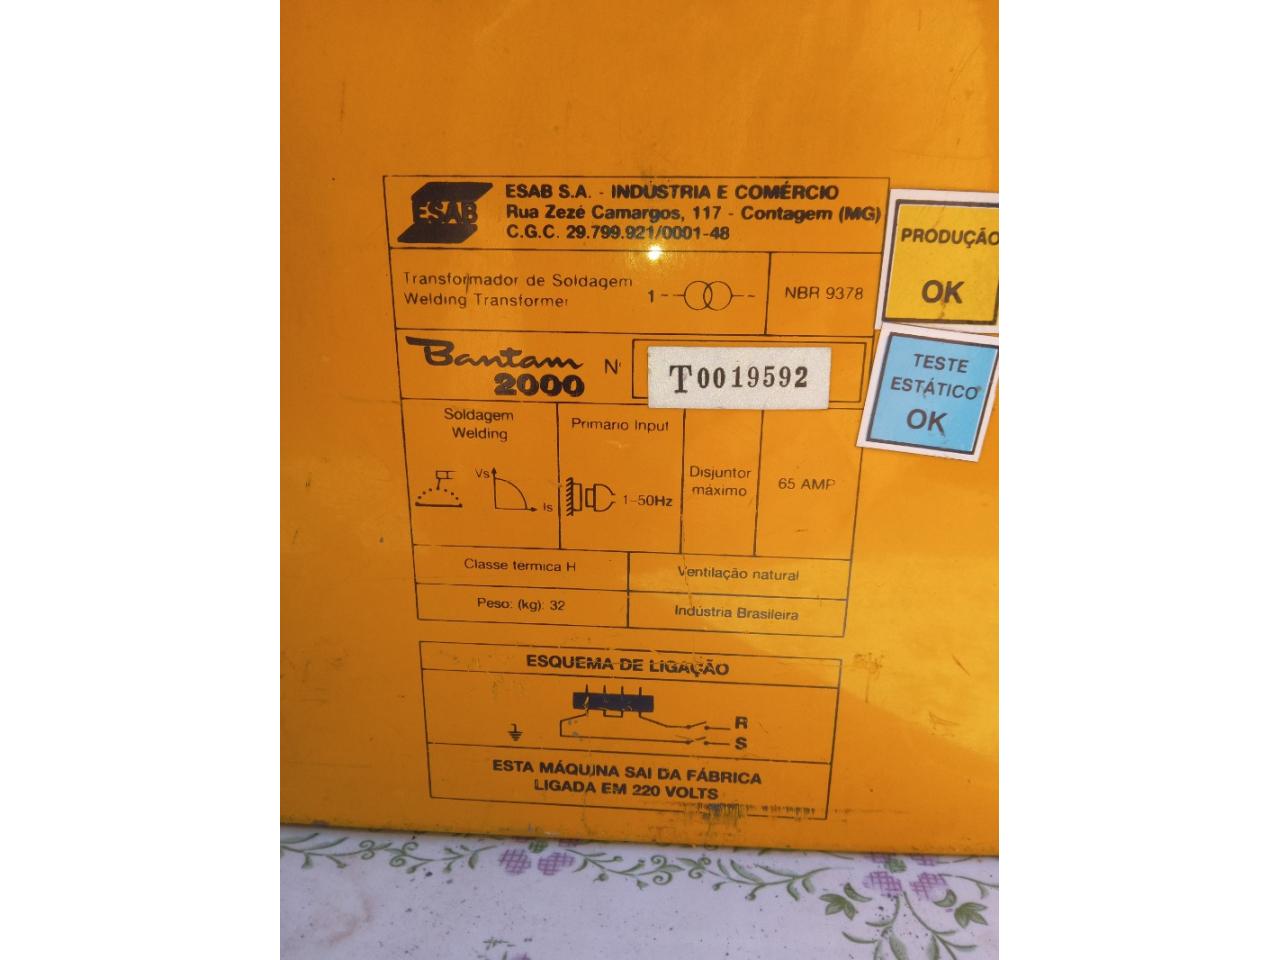 ESAB
ESAB S.A. - INDÚSTRIA E COMÉRCIO
Rua Zezé Camargos, 117 - Contagem (MG)
C.G.C. 29.799.921/0001-48
Transformador de Soldagem
Welding Transformer
1
NBR 9378
Bantam
2000
Nº
T0019592
Soldagem
Welding
Vs
Is
Primário Input
1-50Hz
Disjuntor
máximo
65 AMP
Classe termica H
Ventilação natural
Peso: (kg): 32
Indústria Brasileira
ESQUEMA DE LIGAÇÃO
R
S
ESTA MÁQUINA SAI DA FÁBRICA
LIGADA EM 220 VOLTS
PRODUÇÃO
OK
TESTE
ESTÁTICO
OK